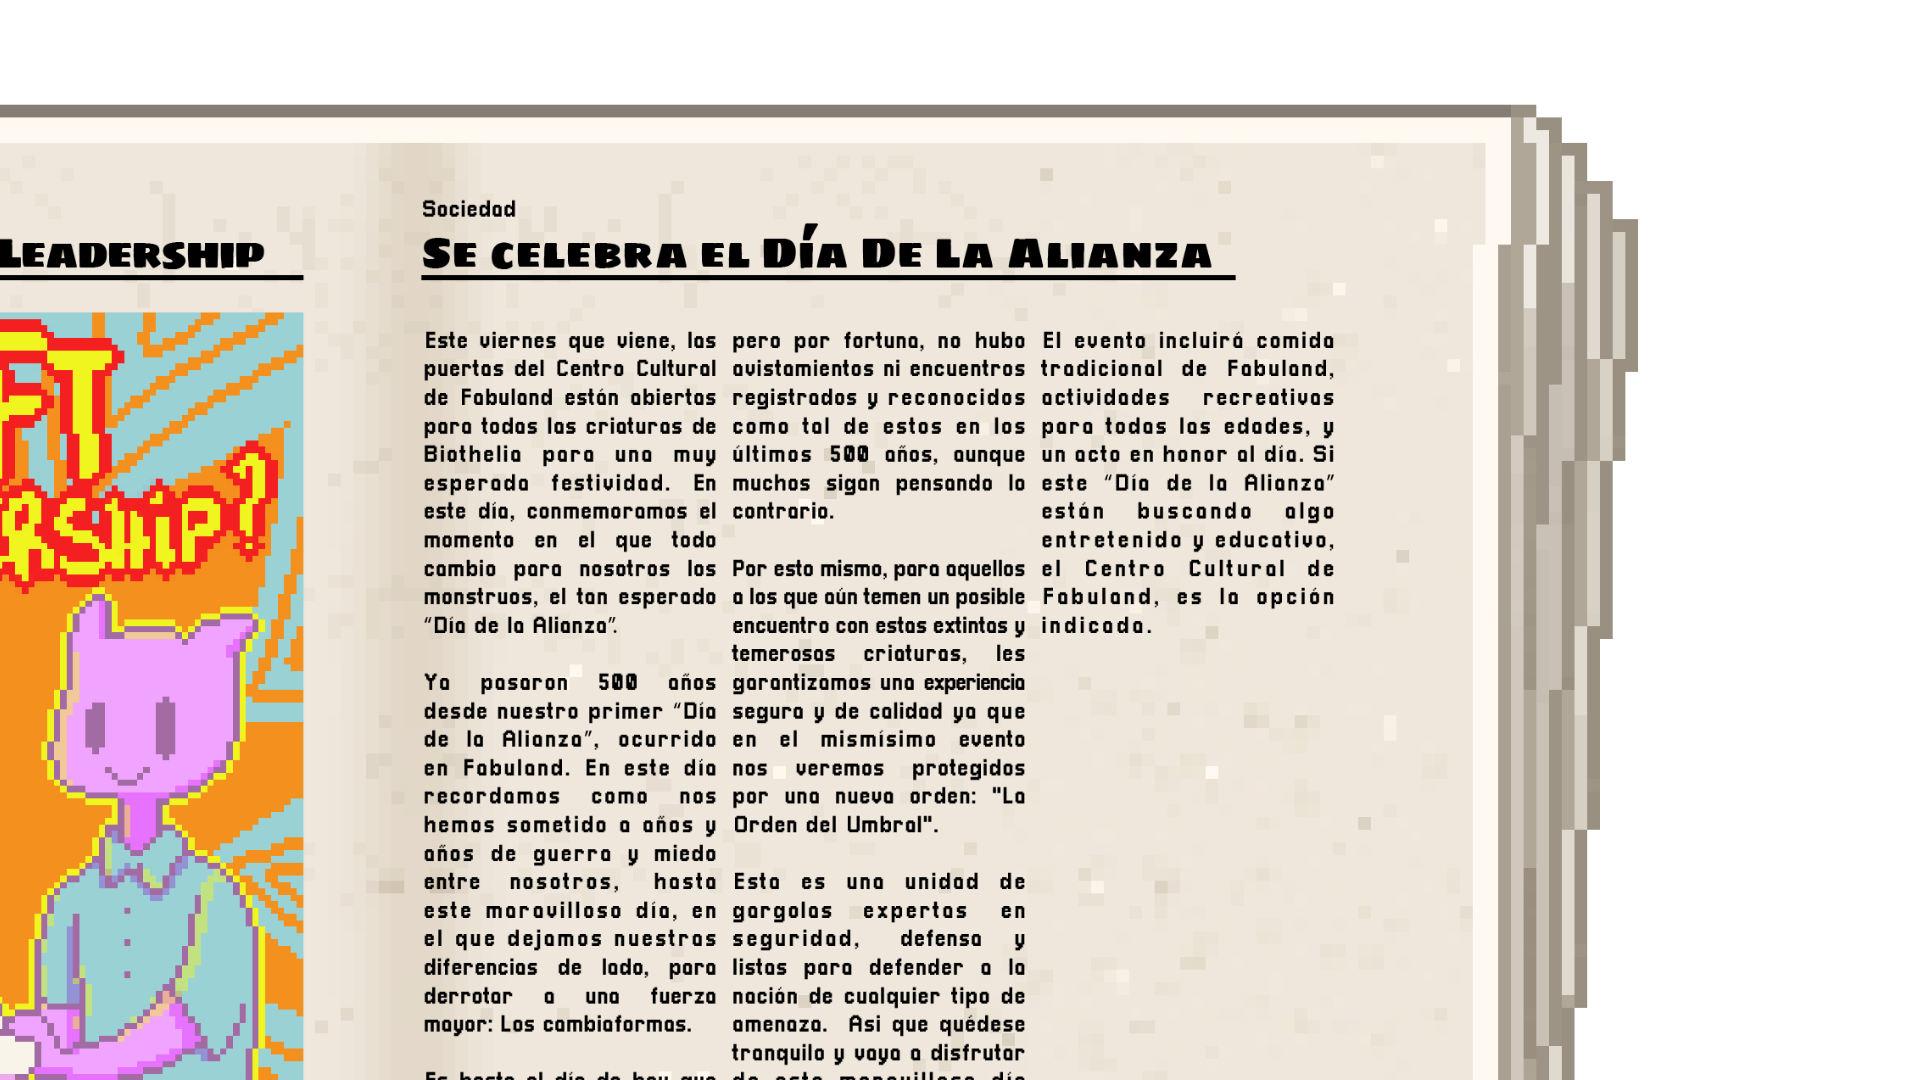 LEADERSHIP
Sociedad
SE CELEBRA EL DÍA DE LA ALIANZA
Este viernes que viene, las
puertas del Centro Cultural
de Fabuland están abiertas
para todas las criaturas de
Biothelia para una muy
esperada festividad. En
este día, conmemoramos el
momento en el que todo
cambio para nosotros los
monstruos, el tan esperado
“Día de la Alianza”.
Ya pasaron 500 años
desde nuestro primer “Día
de la Alianza”, ocurrido
en Fabuland. En este día
recordamos como nos
hemos sometido a años y
años de guerra y miedo
entre nosotros, hasta
este maravilloso día, en
el que dejamos nuestras
diferencias de lado, para
derrotar a una fuerza
mayor: Los cambiaformas.
Es hasta el día de hoy que
pero por fortuna, no hubo
avistamientos ni encuentros
registrados y reconocidos
como tal de estos en los
últimos 500 años, aunque
muchos sigan pensando lo
contrario.
Por esto mismo, para aquellos
a los que aún temen un posible
encuentro con estas extintas y
temerosas criaturas, les
garantizamos una experiencia
segura y de calidad ya que
en el mismísimo evento
nos veremos protegidos
por una nueva orden: "La
Orden del Umbral".
Esta es una unidad de
gargolas expertas en
seguridad, defensa y
listas para defender a la
nación de cualquier tipo de
amenaza. Asi que quédese
tranquilo y vaya a disfrutar
de este maravilloso día
El evento incluirá comida
tradicional de Fabuland,
actividades recreativas
para todas las edades, y
un acto en honor al día. Si
este “Día de la Alianza”
están buscando algo
entretenido y educativo,
el Centro Cultural de
Fabuland, es la opción
indicada.